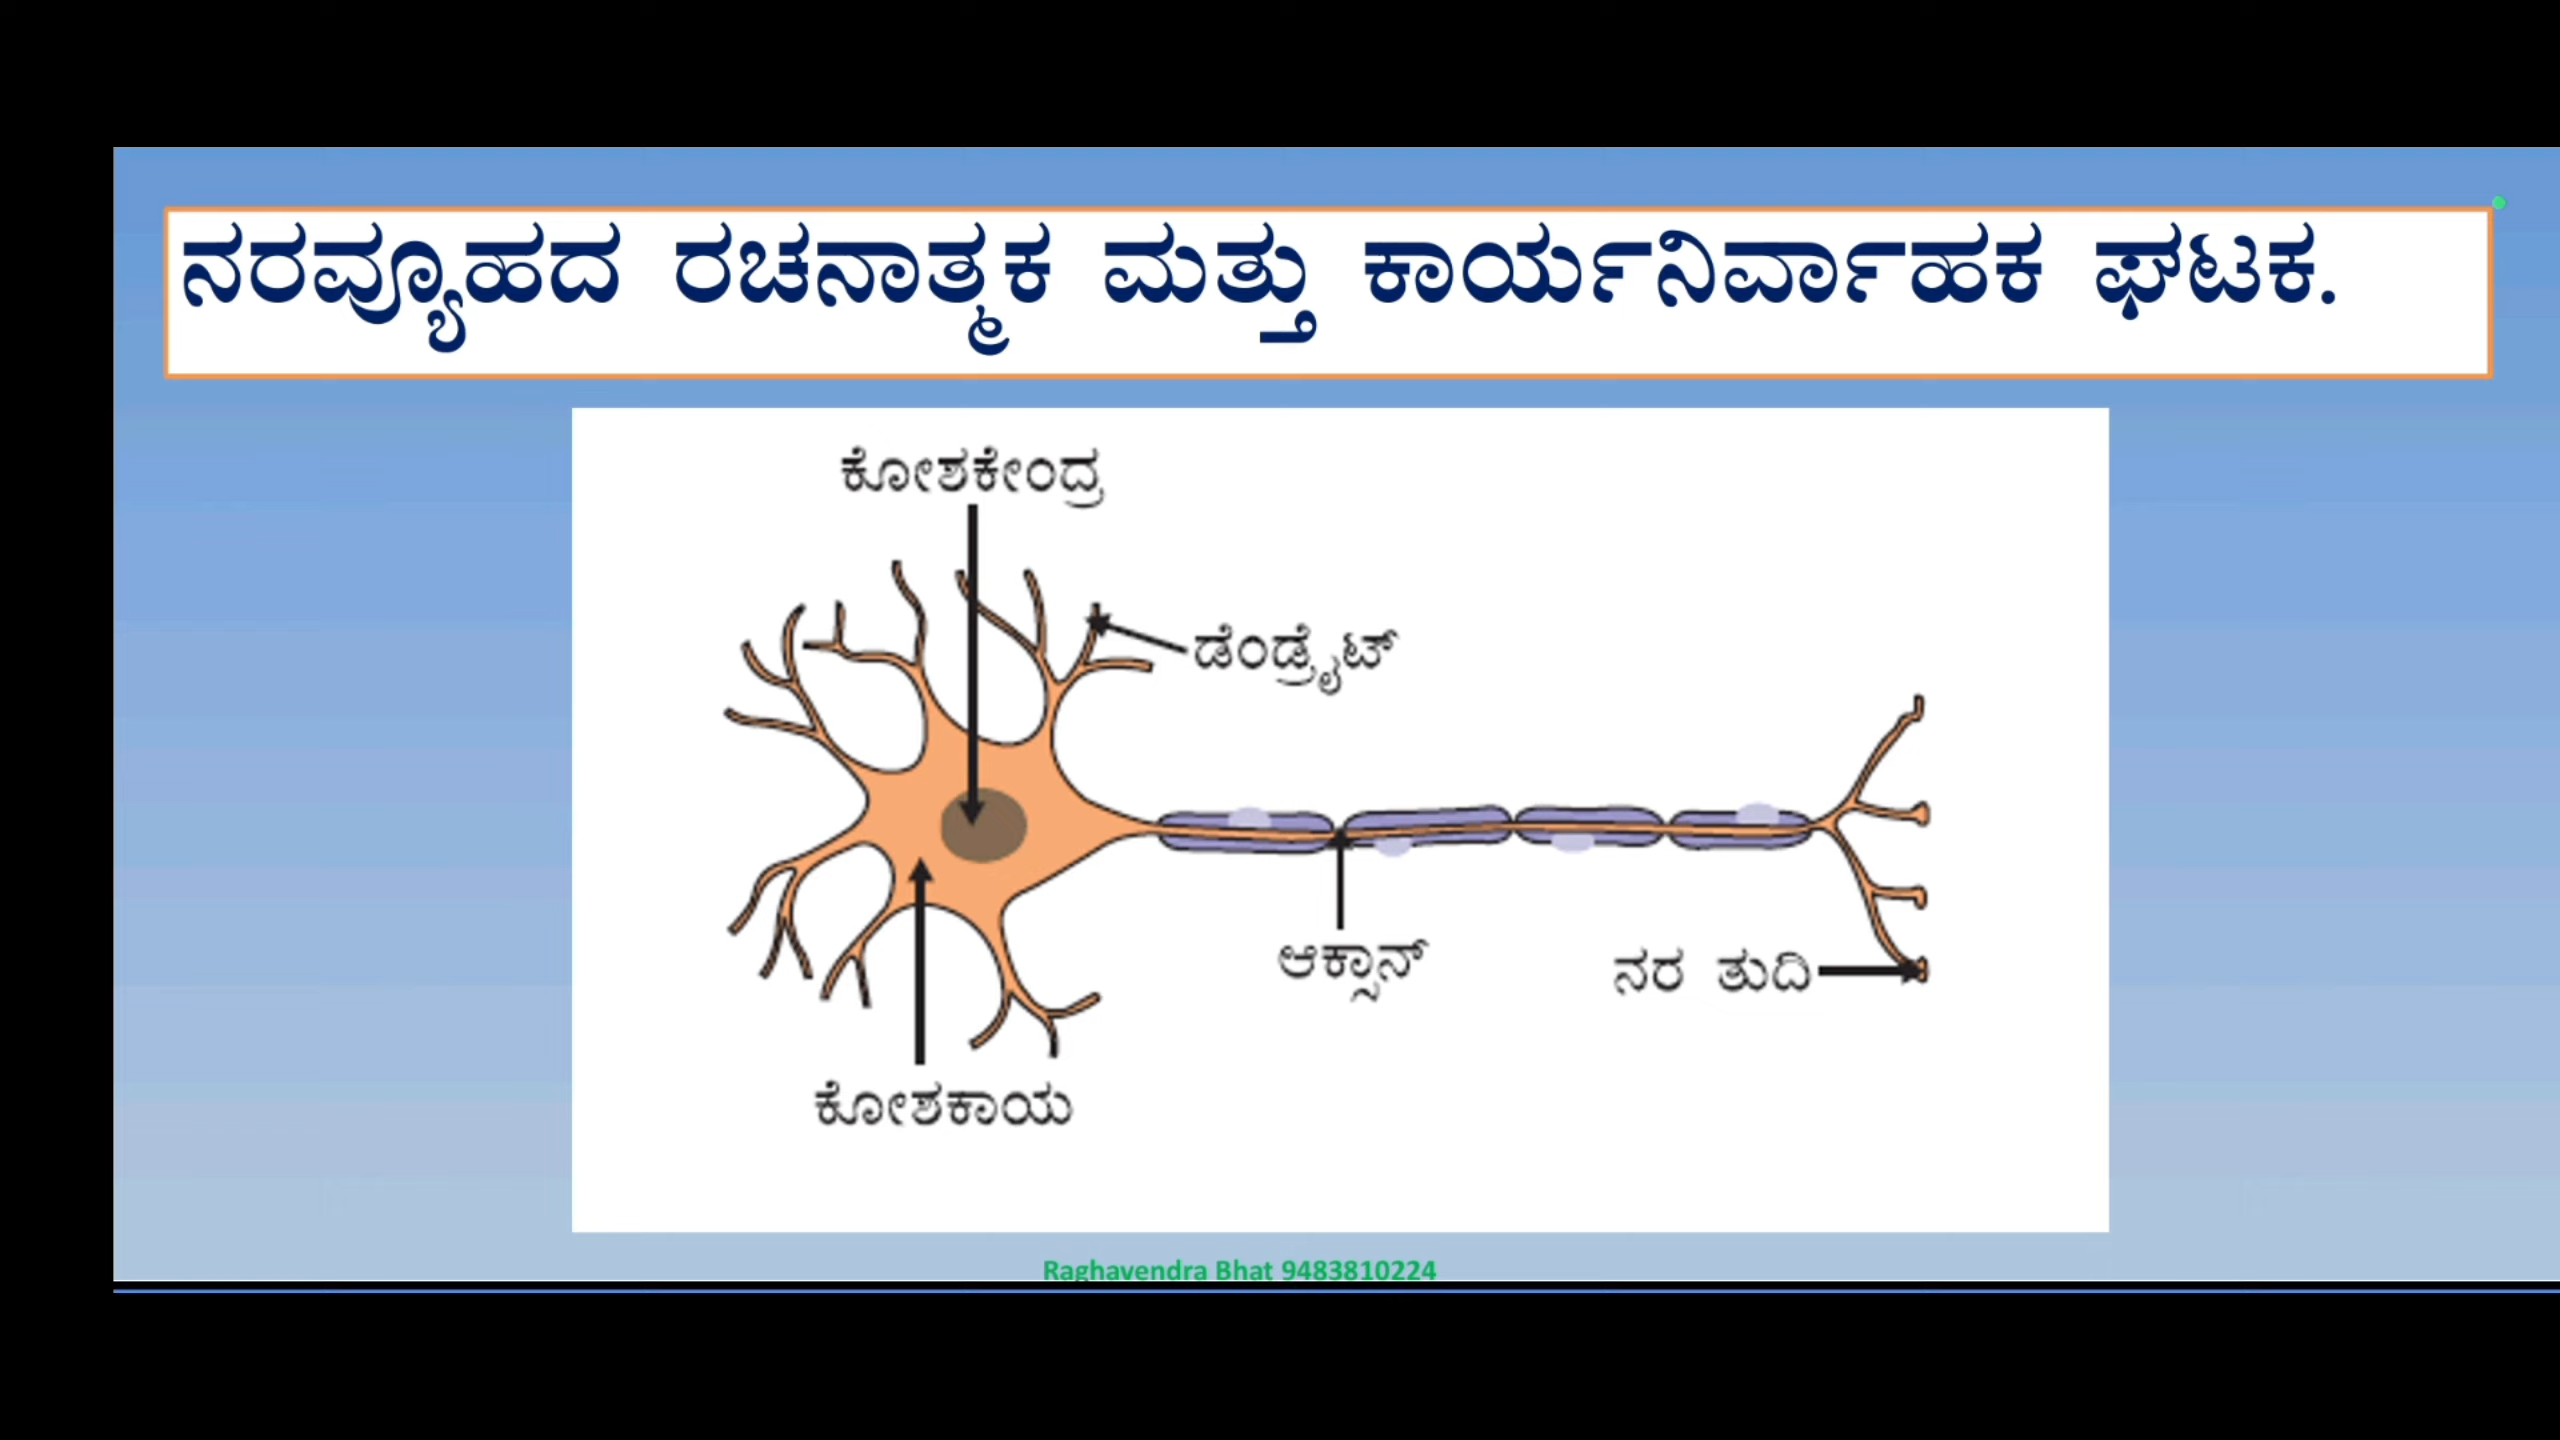 ನರವ್ಯೂಹದ ರಚನಾತ್ಮಕ ಮತ್ತು ಕಾರ್ಯನಿರ್ವಾಹಕ ಘಟಕ.
ಕೋಶಕೇಂದ್ರ
ಡೆಂಡ್ರೈಟ್
ಆಕ್ಸಾನ್
ನರ ತುದಿ
ಕೋಶಕಾಯ
Raghavendra Bhat 9483810224